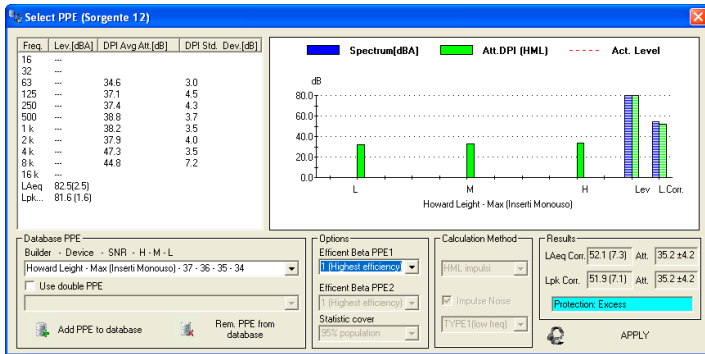 Select PPE (Sorgente 12)
Freq. Lev.[dBA] DPI Avg Att.[dB] DPI Std. Dev.[dB]
16 ---
32 ---
63 --- 34.6 3.0
125 --- 37.1 4.5
250 --- 37.4 4.3
500 --- 38.8 3.7
1 k --- 38.2 3.5
2 k --- 37.9 4.0
4 k --- 47.3 3.5
8 k --- 44.8 7.2
16 k ---
LAeq 82.5(2.5)
Lpk... 81.6 (1.6)
Spectrum[dBA] Att.DPI (HML) Act. Level
dB
80.0
60.0
40.0
20.0
0.0
L M H Lev L.Corr.
Howard Leight - Max (Inserti Monouso)
Database PPE
Builder - Device - SNR - H - M - L
Howard Leight - Max (Inserti Monouso) - 37 - 36 - 35 - 34
Use double PPE
Add PPE to database
Rem. PPE from
database
Options
Efficent Beta PPE1
1 (Highest efficiency)
Efficent Beta PPE2
1 (Highest efficiency)
Statistic cover
95% population
Calculation Method
HML impulsi
Impulse Noise
TYPE1(low freq)
Results
LAeq Corr. 52.1 (7.3) Att. 35.2 ±4.2
Lpk Corr. 51.9 (7.1) Att. 35.2 ±4.2
Protection: Excess
APPLY